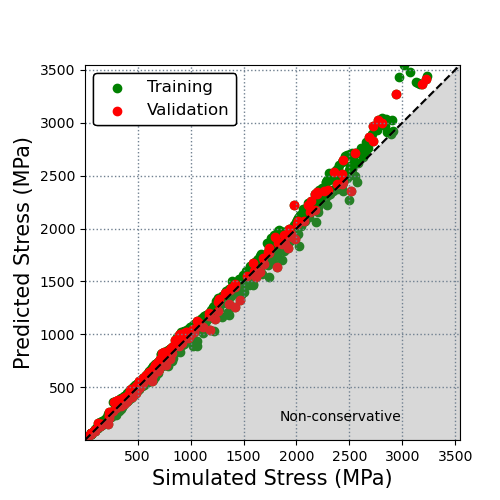 Training
Validation
3500
3000
2500
2000
1500
1000
500
Predicted Stress (MPa)
Non-conservative
500 1000 1500 2000 2500 3000 3500
Simulated Stress (MPa)